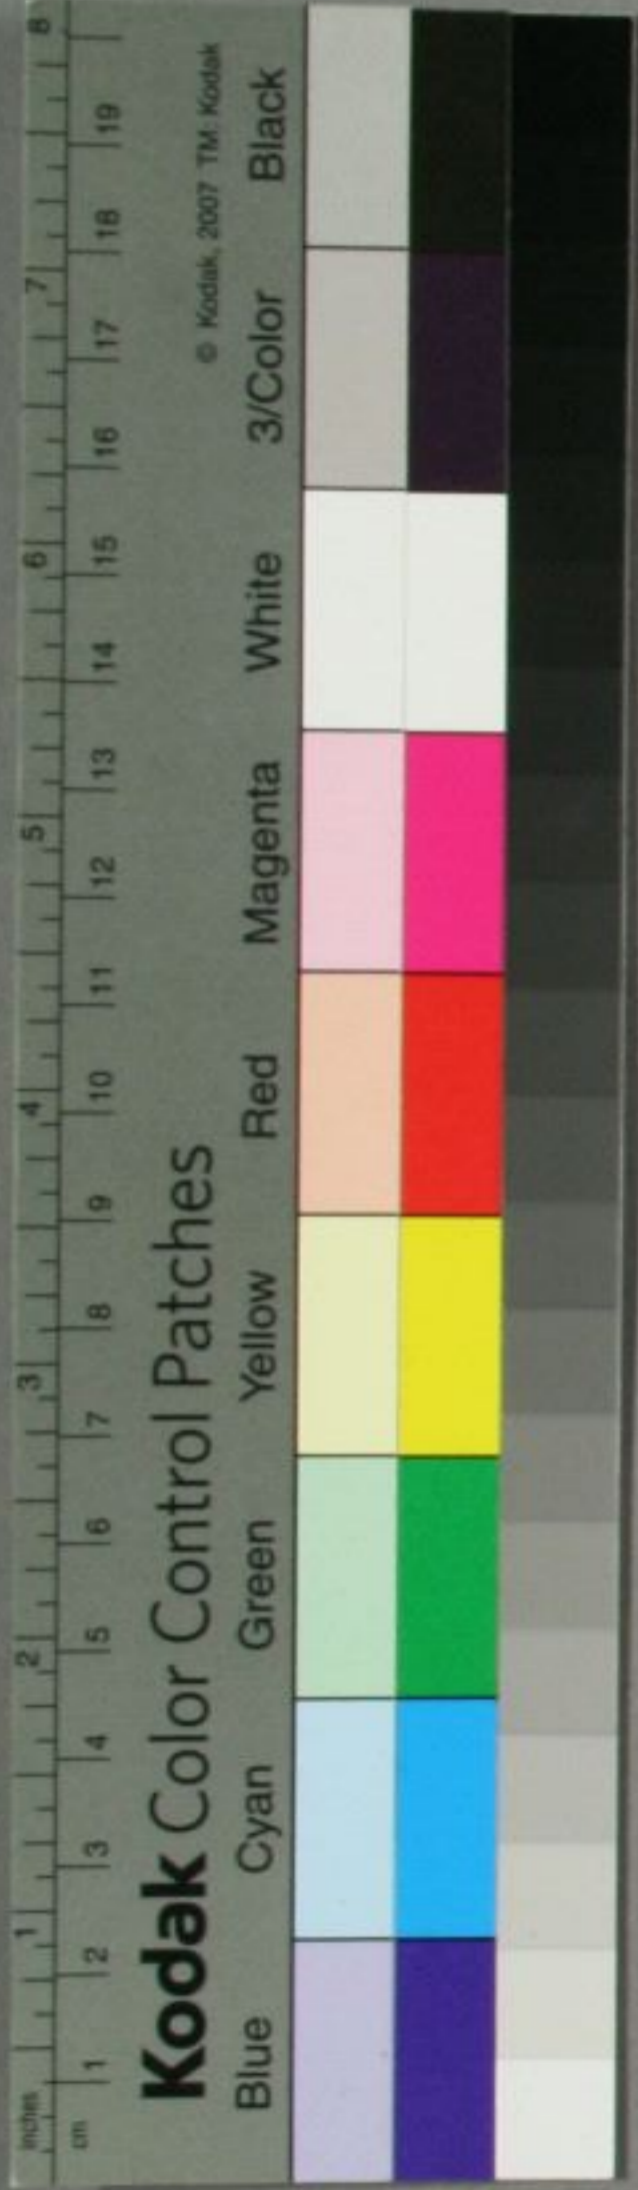 inches 1 2 3 4 5 6 7 8
cm 1 2 3 4 5 6 7 8 9 10 11 12 13 14 15 16 17 18 19
Kodak Color Control Patches
© Kodak, 2007 TM: Kodak
Blue Cyan Green Yellow Red Magenta White 3/Color Black